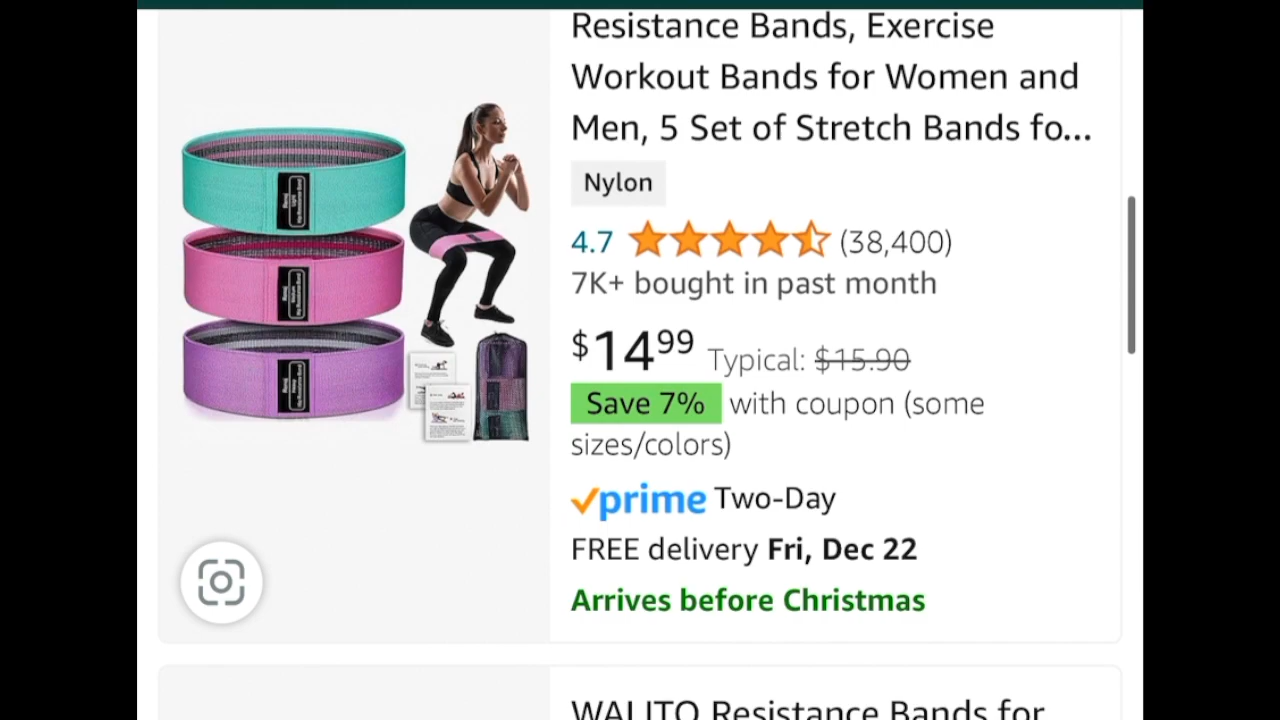 Resistance Bands, Exercise
Workout Bands for Women and
Men, 5 Set of Stretch Bands fo...
Nylon
4.7 (38,400)
7K+ bought in past month
$14.99 Typical: $15.90
Save 7% with coupon (some
sizes/colors)
prime Two-Day
FREE delivery Fri, Dec 22
Arrives before Christmas
WALITO Resistance Bands for